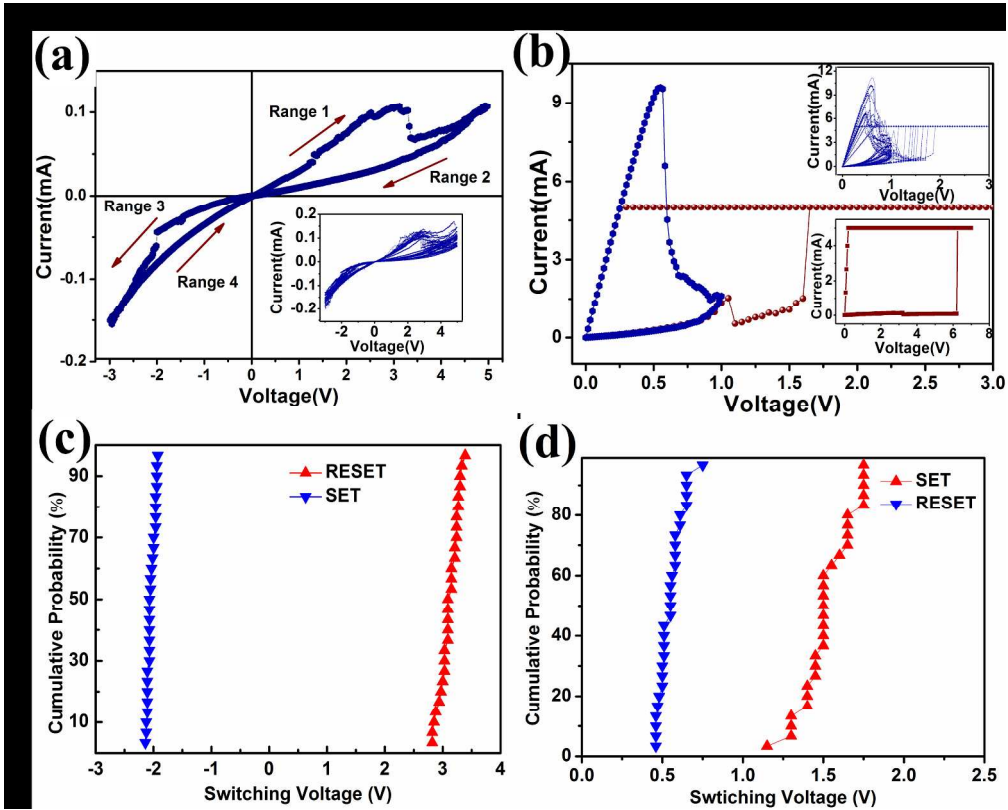 (a)
Current(mA)
0.1
0.0
-0.1
-0.2
Range 1
Range 2
Range 3
Range 4
-3 -2 -1 0 1 2 3 4 5
Voltage(V)
Current(mA)
0.2
0.1
0.0
-0.1
-0.2
-2 0 2 4
Voltage(V)
(b)
Current(mA)
9
6
3
0
0.0 0.5 1.0 1.5 2.0 2.5 3.0
Voltage(V)
Current(mA)
12
8
4
0
0 1 2 3
Voltage(V)
Current(mA)
4
2
0
0 2 4 6
Voltage(V)
(c)
Cumulative Probability (%)
90
70
50
30
10
RESET
SET
-3 -2 -1 0 1 2 3 4
Switching Voltage (V)
(d)
Cumulative Probability (%)
80
60
40
20
0
SET
RESET
0.0 0.5 1.0 1.5 2.0 2.5
Swtiching Voltage (V)